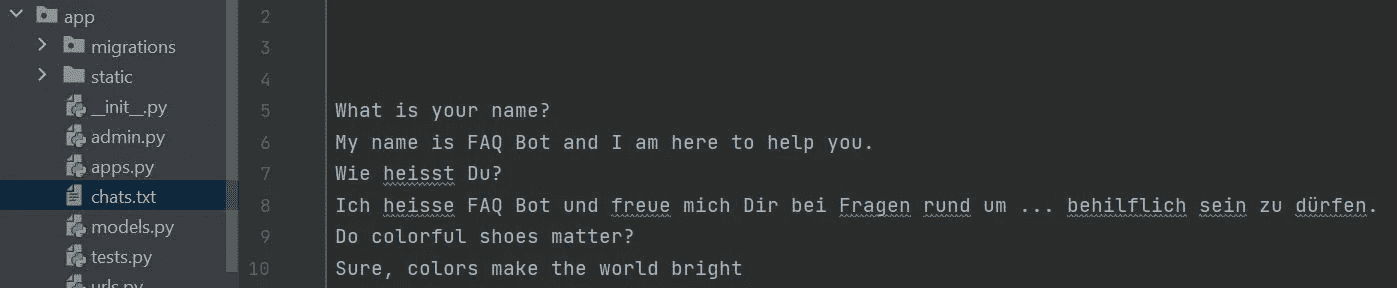 app
migrations
static
__init__.py
admin.py
apps.py
chats.txt
models.py
tests.py
urls.py
2
3
4
5 What is your name?
6 My name is FAQ Bot and I am here to help you.
7 Wie heisst Du?
8 Ich heisse FAQ Bot und freue mich Dir bei Fragen rund um ... behilflich sein zu dürfen.
9 Do colorful shoes matter?
10 Sure, colors make the world bright